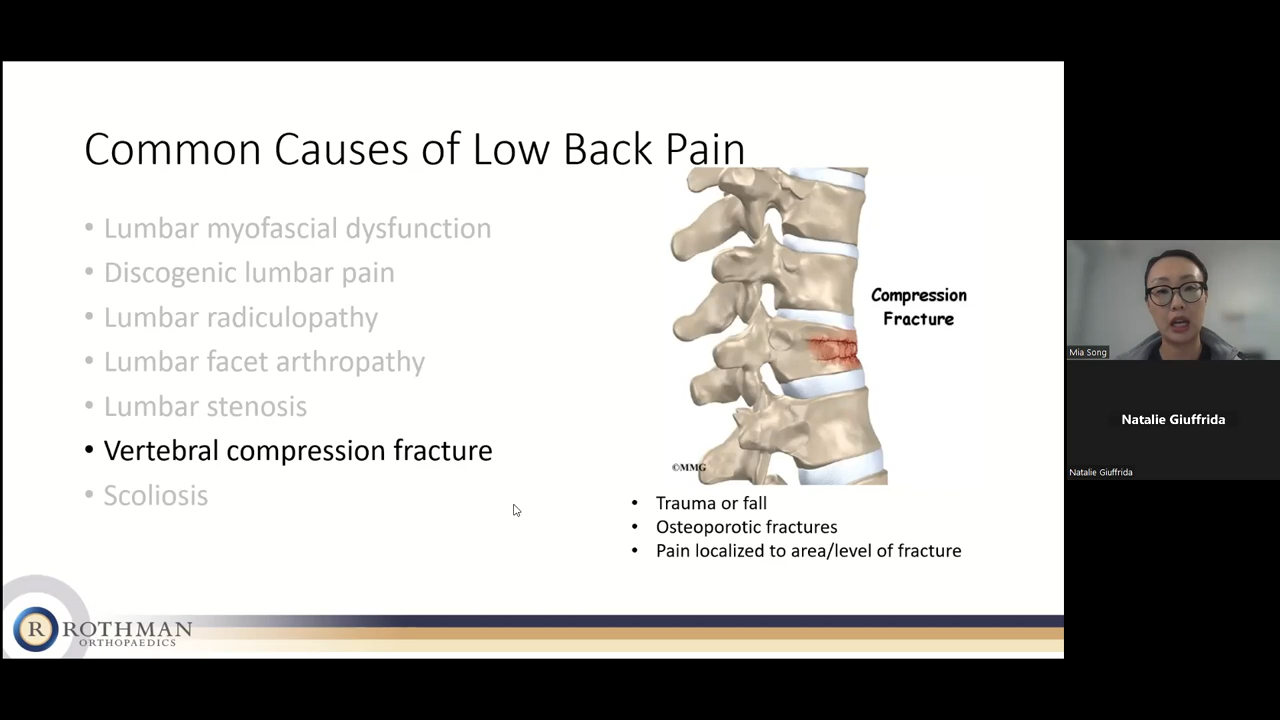 Common Causes of Low Back Pain
• Lumbar myofascial dysfunction
• Discogenic lumbar pain
• Lumbar radiculopathy
• Lumbar facet arthropathy
• Lumbar stenosis
• Vertebral compression fracture
• Scoliosis
Compression
Fracture
©MMG
• Trauma or fall
• Osteoporotic fractures
• Pain localized to area/level of fracture
R ROTHMAN
ORTHOPAEDICS
Mia Song
Natalie Giuffrida
Natalie Giuffrida